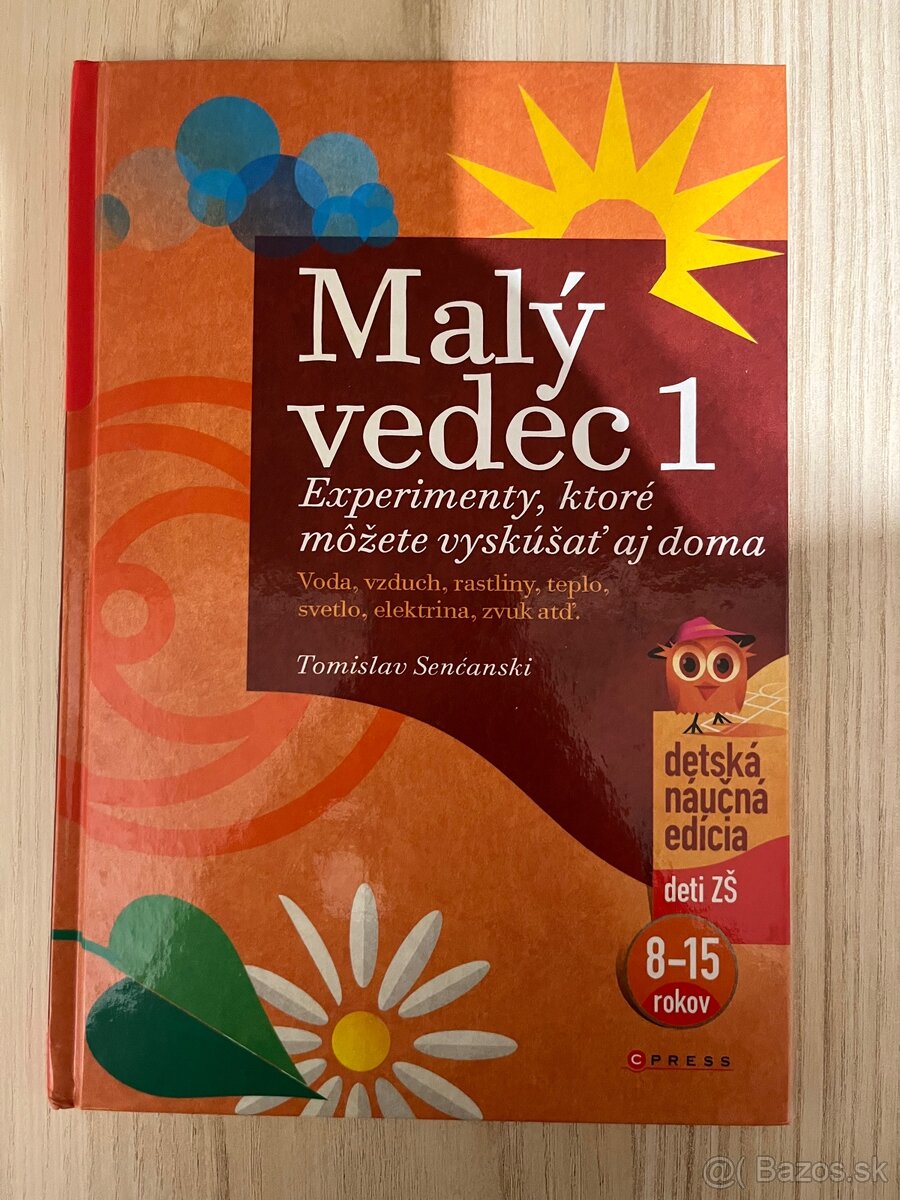 Malý
vedec 1
Experimenty, ktoré
môžete vyskúšať aj doma
Voda, vzduch, rastliny, teplo,
svetlo, elektrina, zvuk atď.
Tomislav Senćanski
detská
náučná
edícia
deti ZŠ
8–15
rokov
CPRESS
@( Bazos.sk